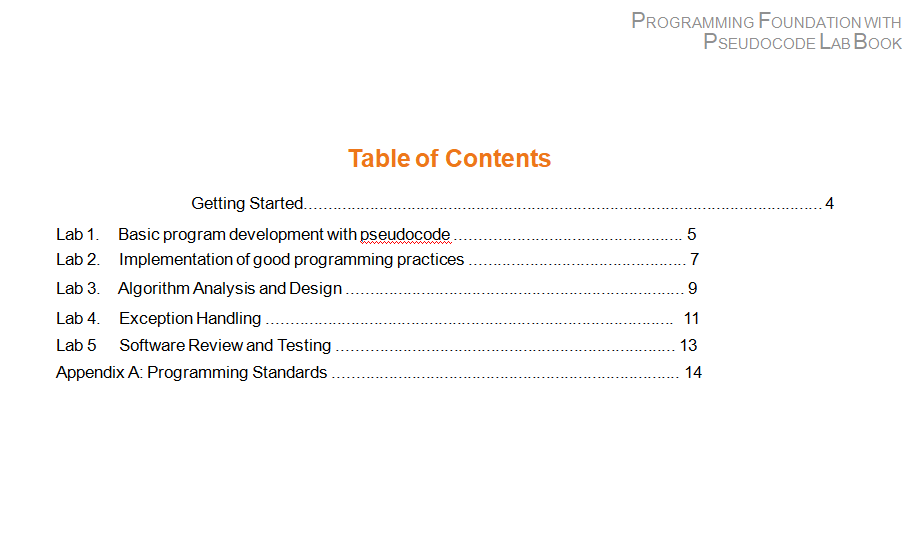 PROGRAMMING FOUNDATION WITH
PSEUDOCODE LAB BOOK
Table of Contents
Getting Started........................................................................................................ 4
Lab 1. Basic program development with pseudocode .............................................. 5
Lab 2. Implementation of good programming practices ............................................ 7
Lab 3. Algorithm Analysis and Design .................................................................... 9
Lab 4. Exception Handling .................................................................................. 11
Lab 5 Software Review and Testing .................................................................... 13
Appendix A: Programming Standards ...................................................................... 14